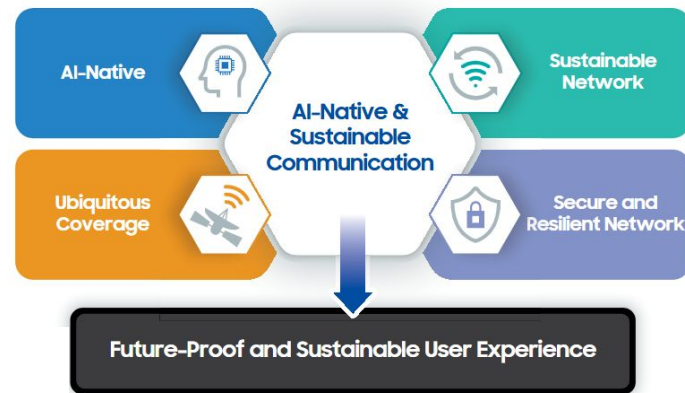 AI-Native
AI-Native &
Sustainable
Communication
Sustainable
Network
Ubiquitous
Coverage
Secure and
Resilient Network
Future-Proof and Sustainable User Experience